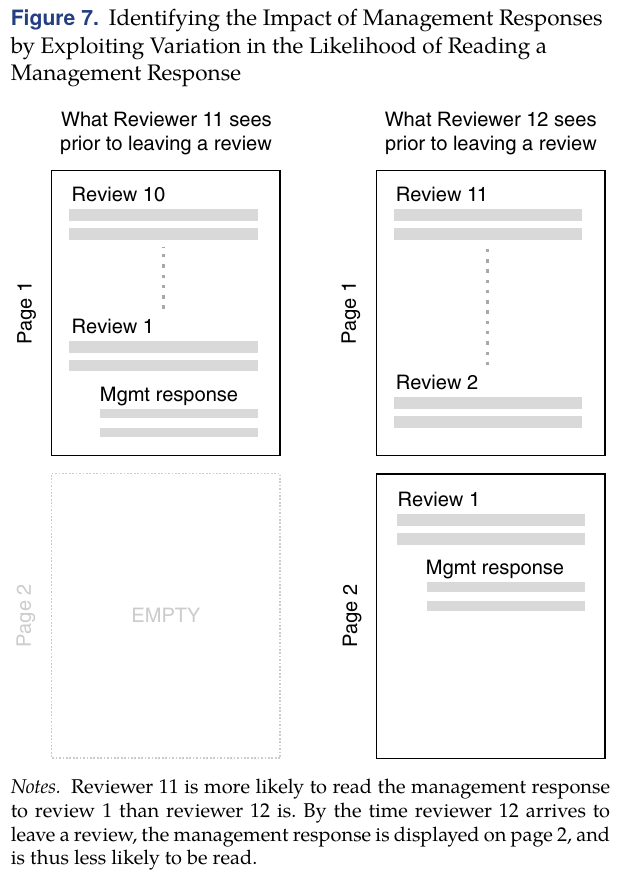 Figure 7. Identifying the Impact of Management Responses
by Exploiting Variation in the Likelihood of Reading a
Management Response
What Reviewer 11 sees
prior to leaving a review
Page 1
Review 10
Review 1
Mgmt response
Page 2
EMPTY
What Reviewer 12 sees
prior to leaving a review
Page 1
Review 11
Review 2
Page 2
Review 1
Mgmt response
Notes. Reviewer 11 is more likely to read the management response
to review 1 than reviewer 12 is. By the time reviewer 12 arrives to
leave a review, the management response is displayed on page 2, and
is thus less likely to be read.